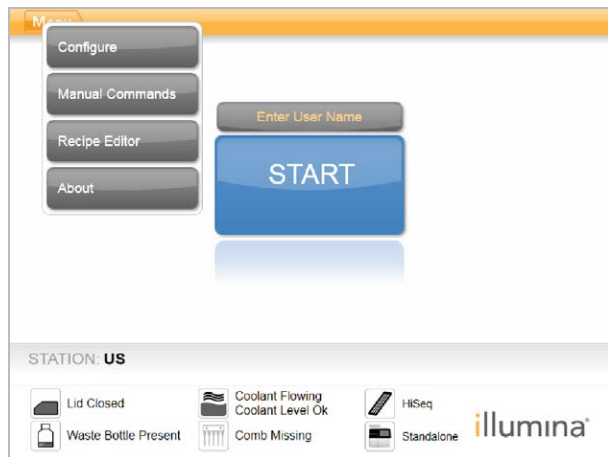 Menu
Configure
Manual Commands
Recipe Editor
About
Enter User Name
START
STATION: US
Lid Closed
Coolant Flowing
Coolant Level Ok
HiSeq
Waste Bottle Present
Comb Missing
Standalone
illumina®